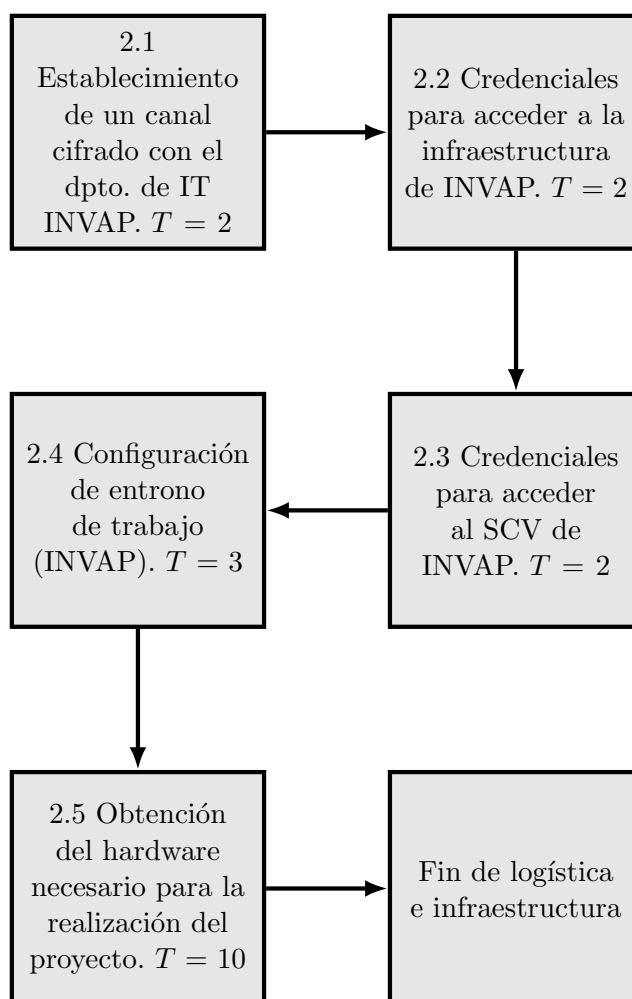 2.1
Establecimiento
de un canal
cifrado con el
dpto. de IT
INVAP. T = 2
2.2 Credenciales
para acceder a la
infraestructura
de INVAP. T = 2
2.3 Credenciales
para acceder
al SCV de
INVAP. T = 2
2.4 Configuración
de entrono
de trabajo
(INVAP). T = 3
2.5 Obtención
del hardware
necesario para la
realización del
proyecto. T = 10
Fin de logística
e infraestructura